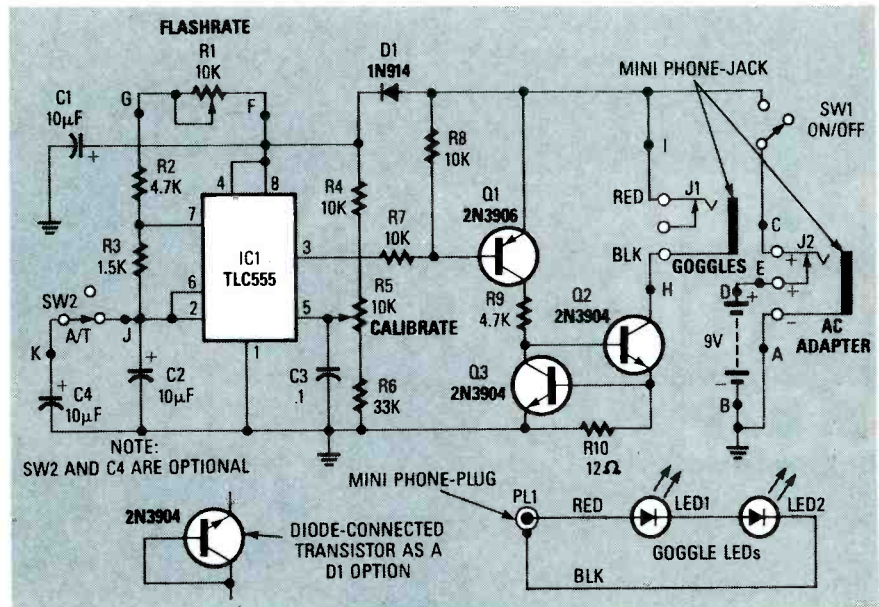 FLASHRATE
R1
10K
G
F
C1
10µF
+
D1
1N914
MINI PHONE-JACK
SW1
ON/OFF
R2
4.7K
4
8
R4
10K
R8
10K
I
Q1
2N3906
RED
J1
C
J2
7
IC1
TLC555
3
R7
10K
R3
1.5K
BLK
GOGGLES
+
E
+
D
+
6
2
SW2
A/T
J
K
5
R5
10K
CALIBRATE
R9
4.7K
H
Q2
2N3904
-
AC
ADAPTER
9V
A
1
+
C4
10µF
+
C2
10µF
C3
.1
R6
33K
Q3
2N3904
-
B
R10
12Ω
NOTE:
SW2 AND C4 ARE OPTIONAL
MINI PHONE-PLUG
2N3904
DIODE-CONNECTED
TRANSISTOR AS A
D1 OPTION
PL1
RED
LED1
LED2
GOGGLE LEDs
BLK